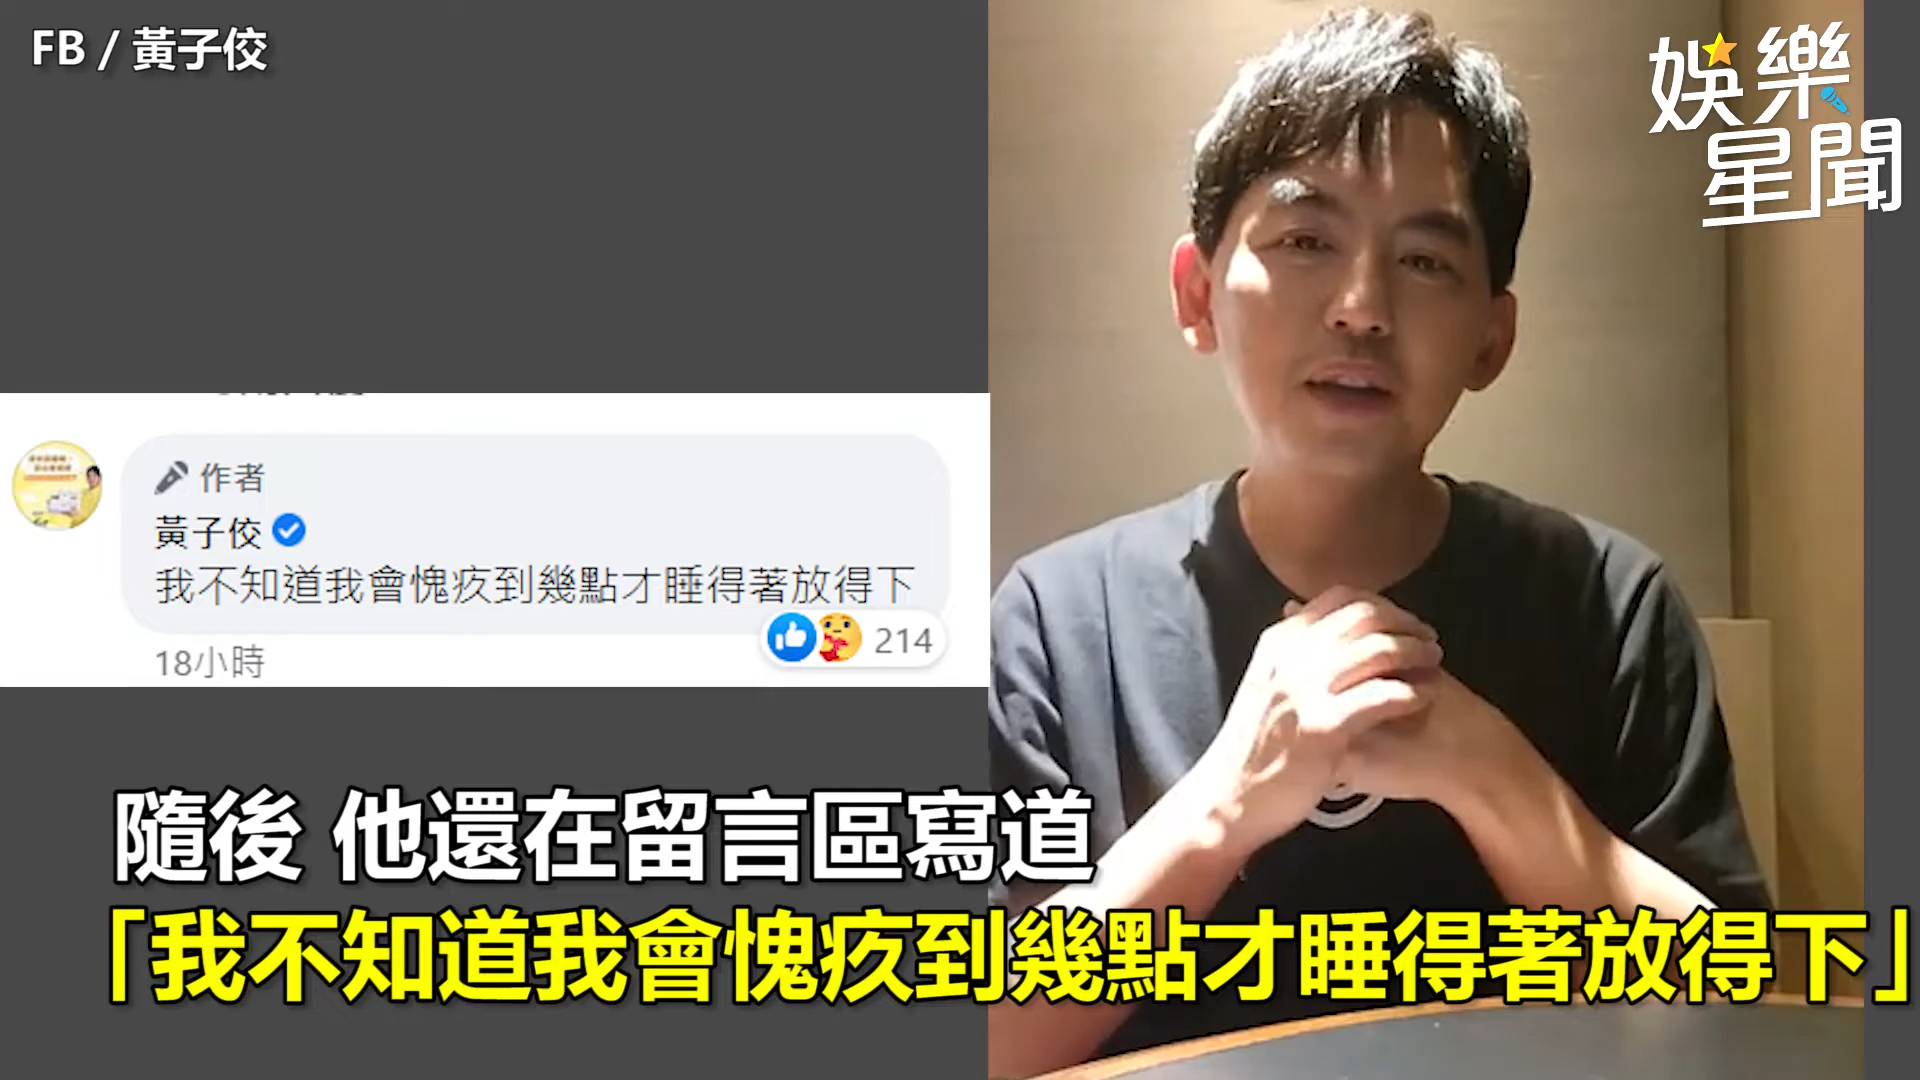 FB / 黃子佼
娛樂
星聞
作者
黃子佼
我不知道我會愧疚到幾點才睡得著放得下
214
18小時
隨後 他還在留言區寫道
「我不知道我會愧疚到幾點才睡得著放得下」